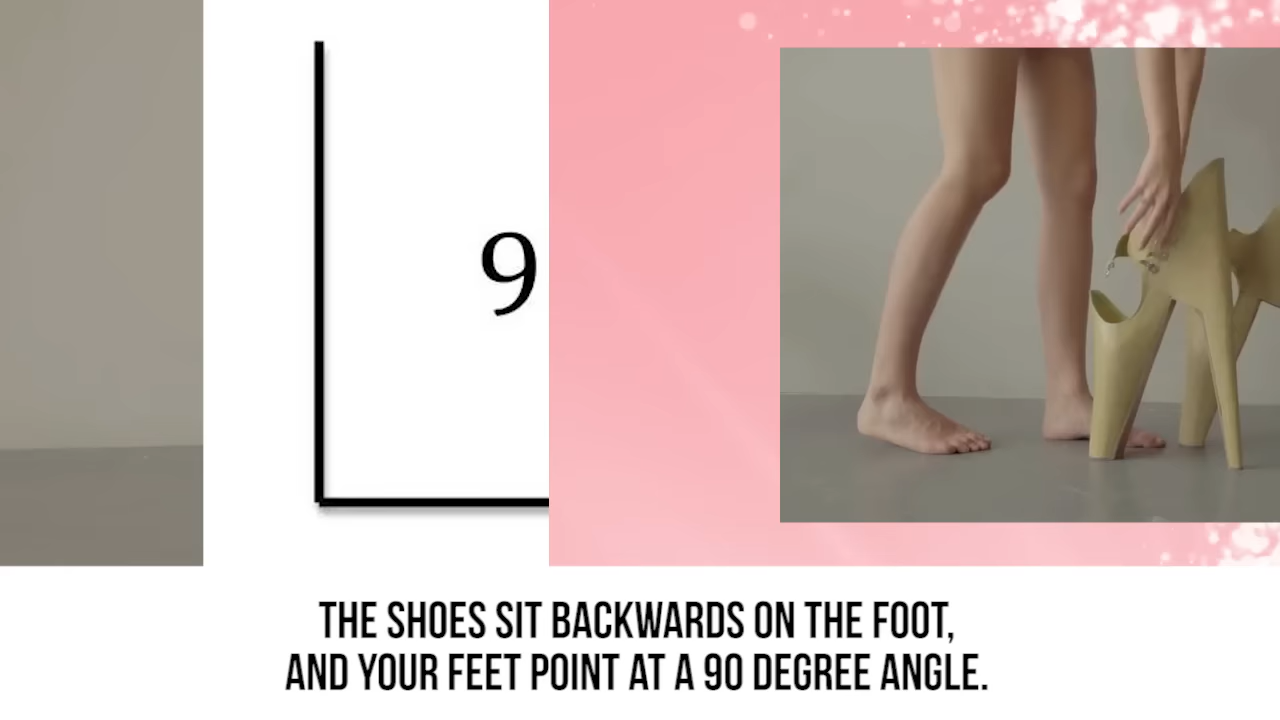 9
THE SHOES SIT BACKWARDS ON THE FOOT,
AND YOUR FEET POINT AT A 90 DEGREE ANGLE.